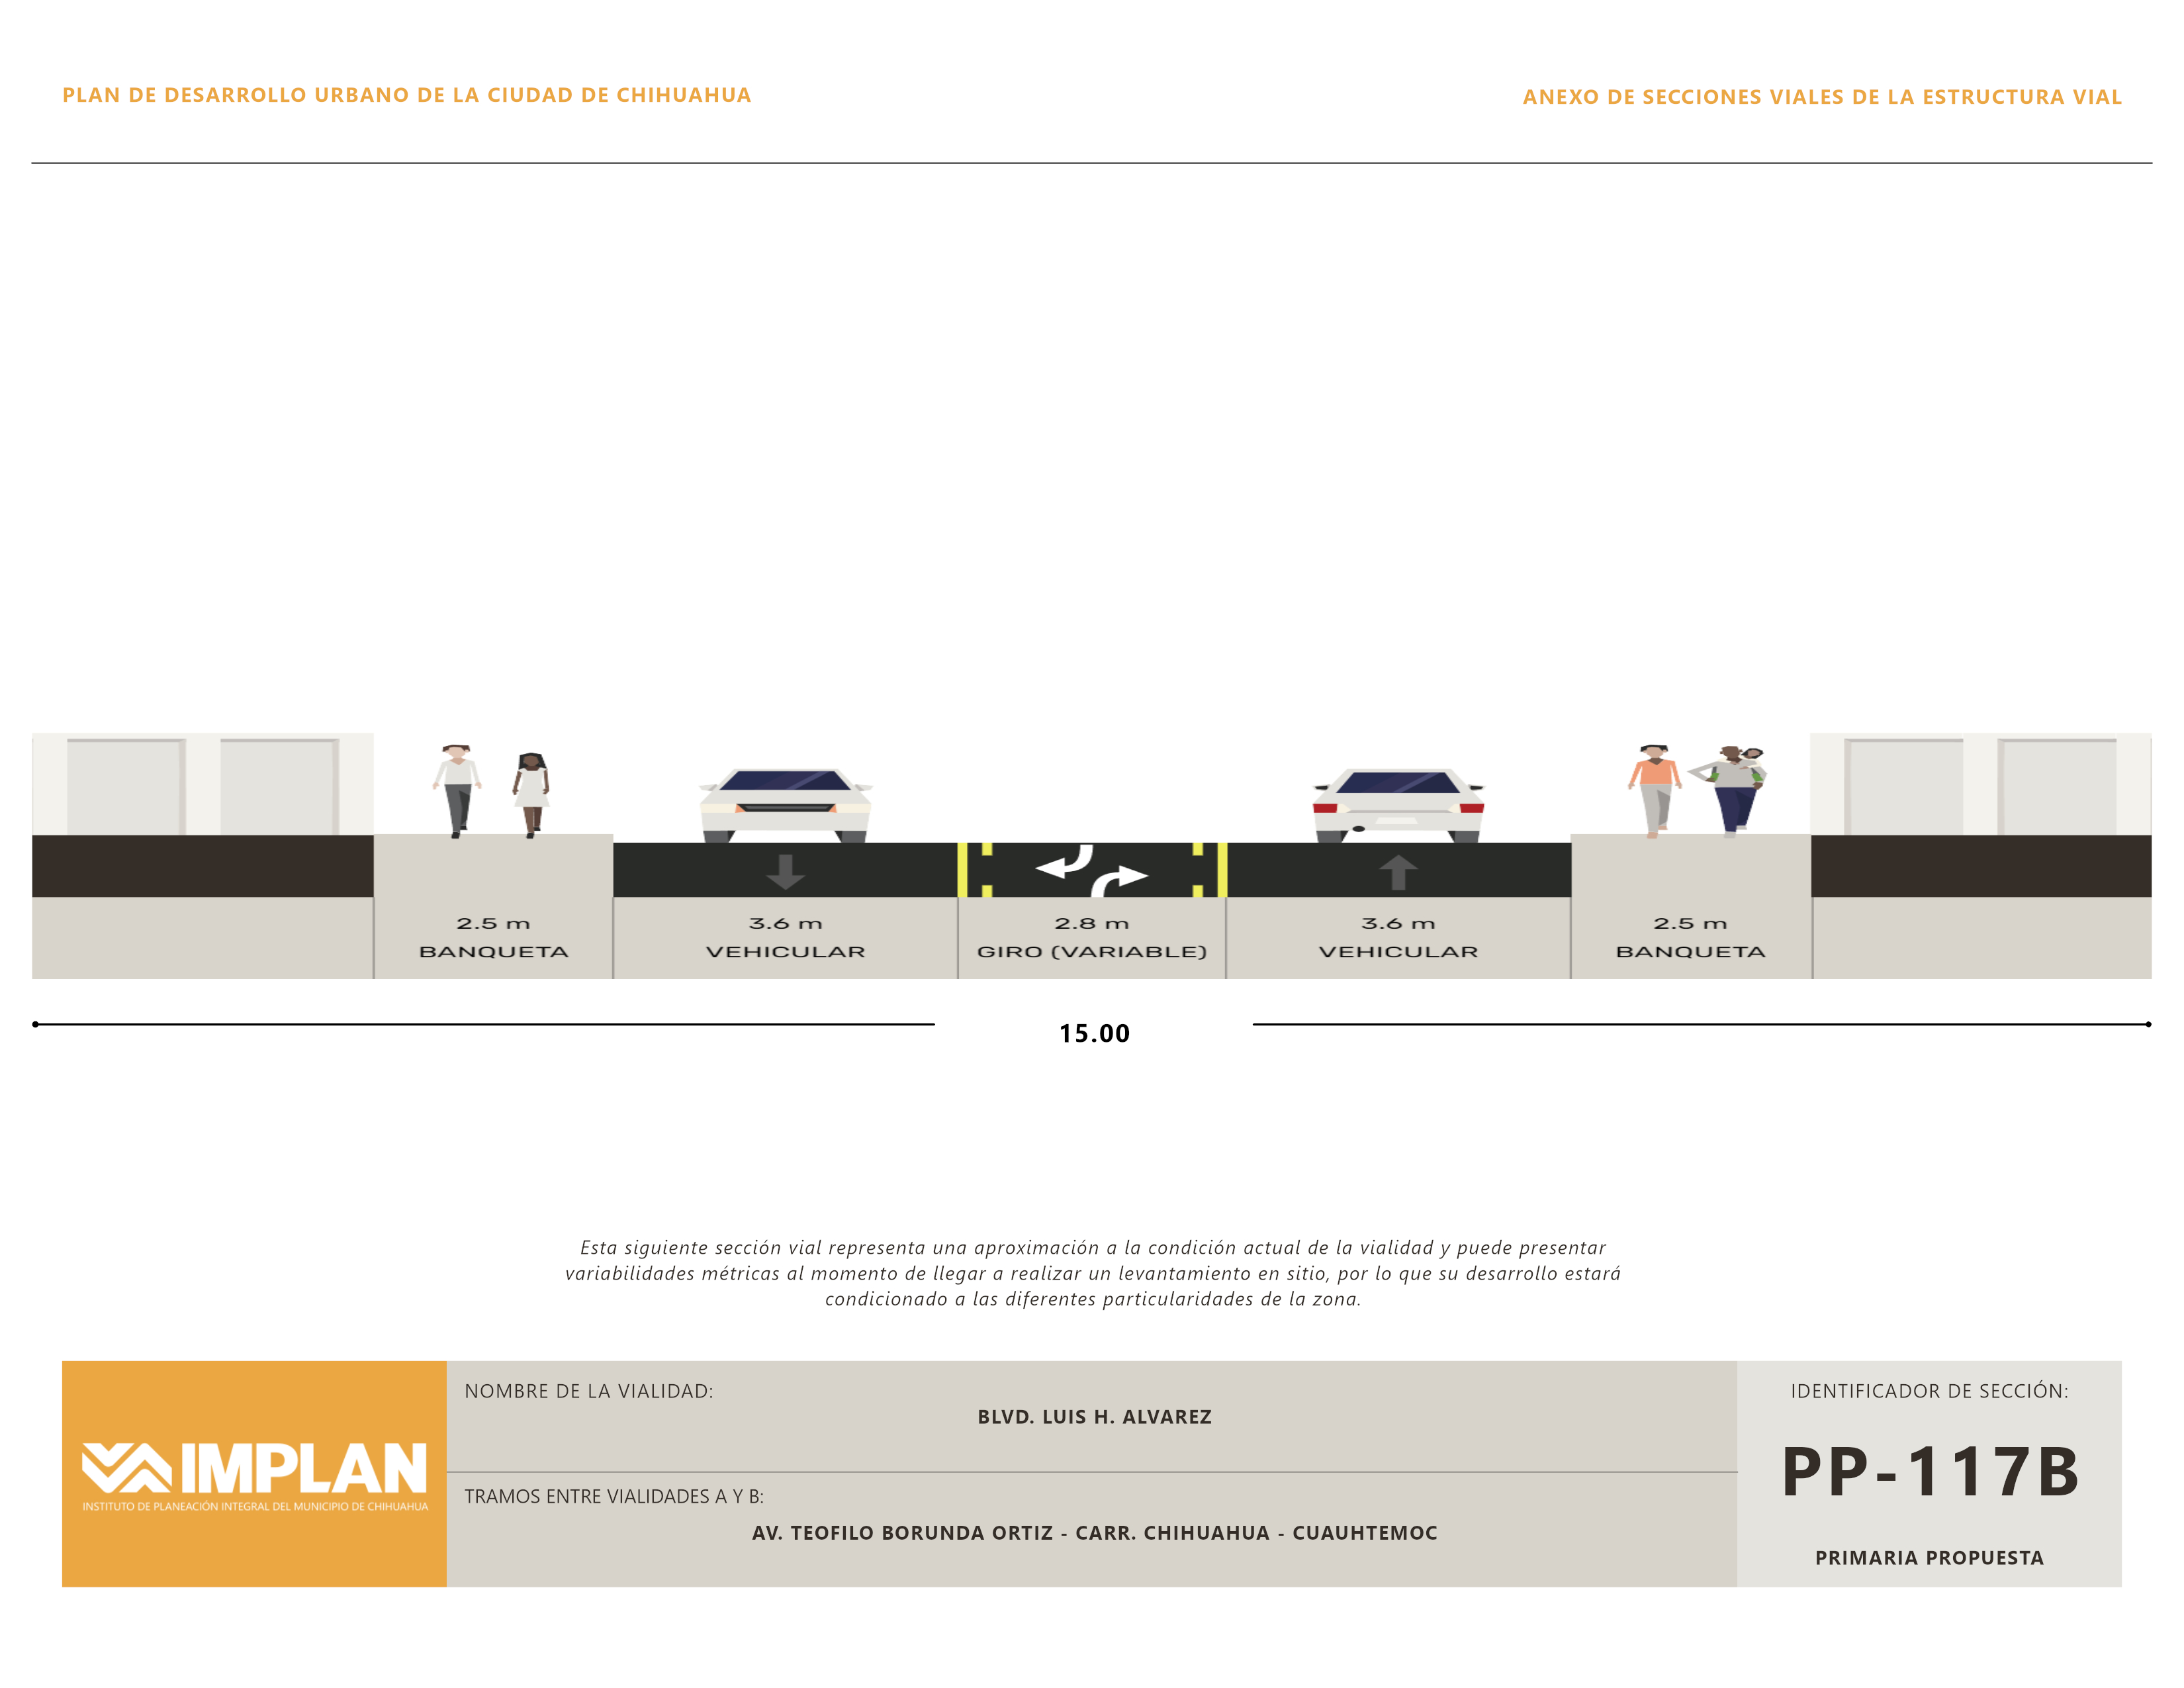 PLAN DE DESARROLLO URBANO DE LA CIUDAD DE CHIHUAHUA
ANEXO DE SECCIONES VIALES DE LA ESTRUCTURA VIAL
2.5 m
BANQUETA
3.6 m
VEHICULAR
2.8 m
GIRO (VARIABLE)
3.6 m
VEHICULAR
2.5 m
BANQUETA
15.00
Esta siguiente sección vial representa una aproximación a la condición actual de la vialidad y puede presentar
variabilidades métricas al momento de llegar a realizar un levantamiento en sitio, por lo que su desarrollo estará
condicionado a las diferentes particularidades de la zona.
IMPLAN
INSTITUTO DE PLANEACIÓN INTEGRAL DEL MUNICIPIO DE CHIHUAHUA
NOMBRE DE LA VIALIDAD:
BLVD. LUIS H. ALVAREZ
TRAMOS ENTRE VIALIDADES A Y B:
AV. TEOFILO BORUNDA ORTIZ - CARR. CHIHUAHUA - CUAUHTEMOC
IDENTIFICADOR DE SECCIÓN:
PP-117B
PRIMARIA PROPUESTA